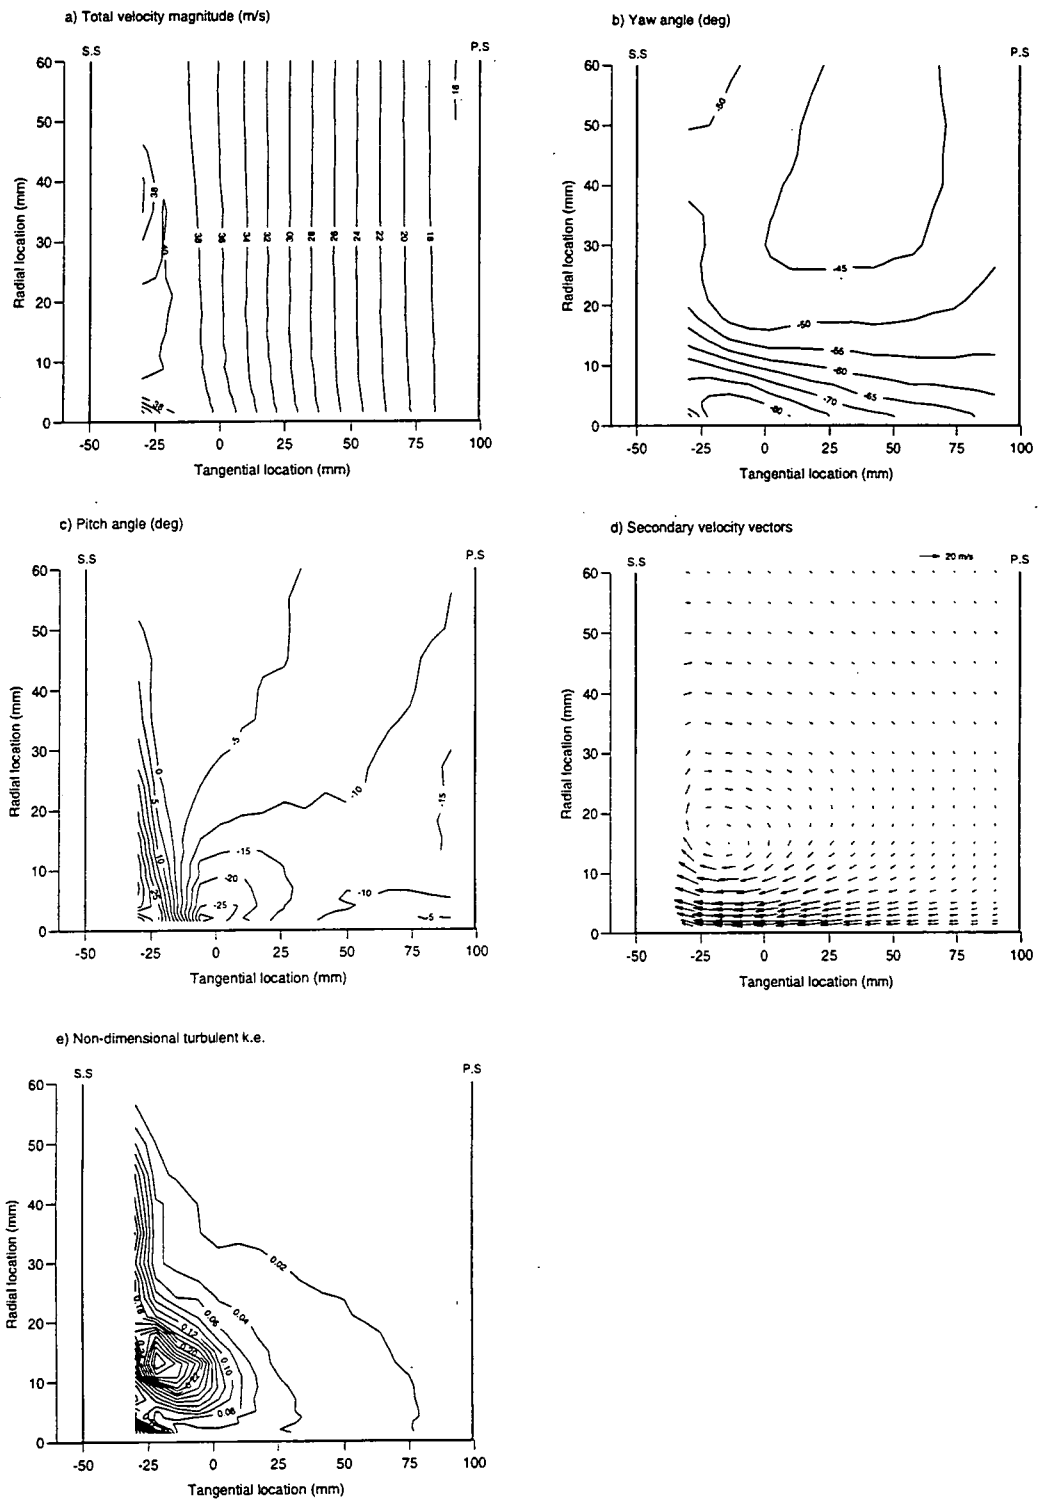 a) Total velocity magnitude (m/s)
S.S
P.S
60
50
40
30
20
10
0
Radial location (mm)
38
40
38
36
34
32
30
28
26
24
22
20
18
16
38
-50 -25 0 25 50 75 100
Tangential location (mm)
b) Yaw angle (deg)
S.S
P.S
60
50
40
30
20
10
0
Radial location (mm)
-50
-45
-50
-55
-60
-65
-70
-80
-50 -25 0 25 50 75 100
Tangential location (mm)
c) Pitch angle (deg)
S.S
P.S
60
50
40
30
20
10
0
Radial location (mm)
0
5
10
25
-5
-10
-15
-15
-20
-25
-10
-5
-50 -25 0 25 50 75 100
Tangential location (mm)
d) Secondary velocity vectors
S.S
20 m/s
P.S
60
50
40
30
20
10
0
Radial location (mm)
-50 -25 0 25 50 75 100
Tangential location (mm)
e) Non-dimensional turbulent k.e.
S.S
P.S
60
50
40
30
20
10
0
Radial location (mm)
0.02
0.04
0.06
0.12
0.10
0.18
0.06
-50 -25 0 25 50 75 100
Tangential location (mm)